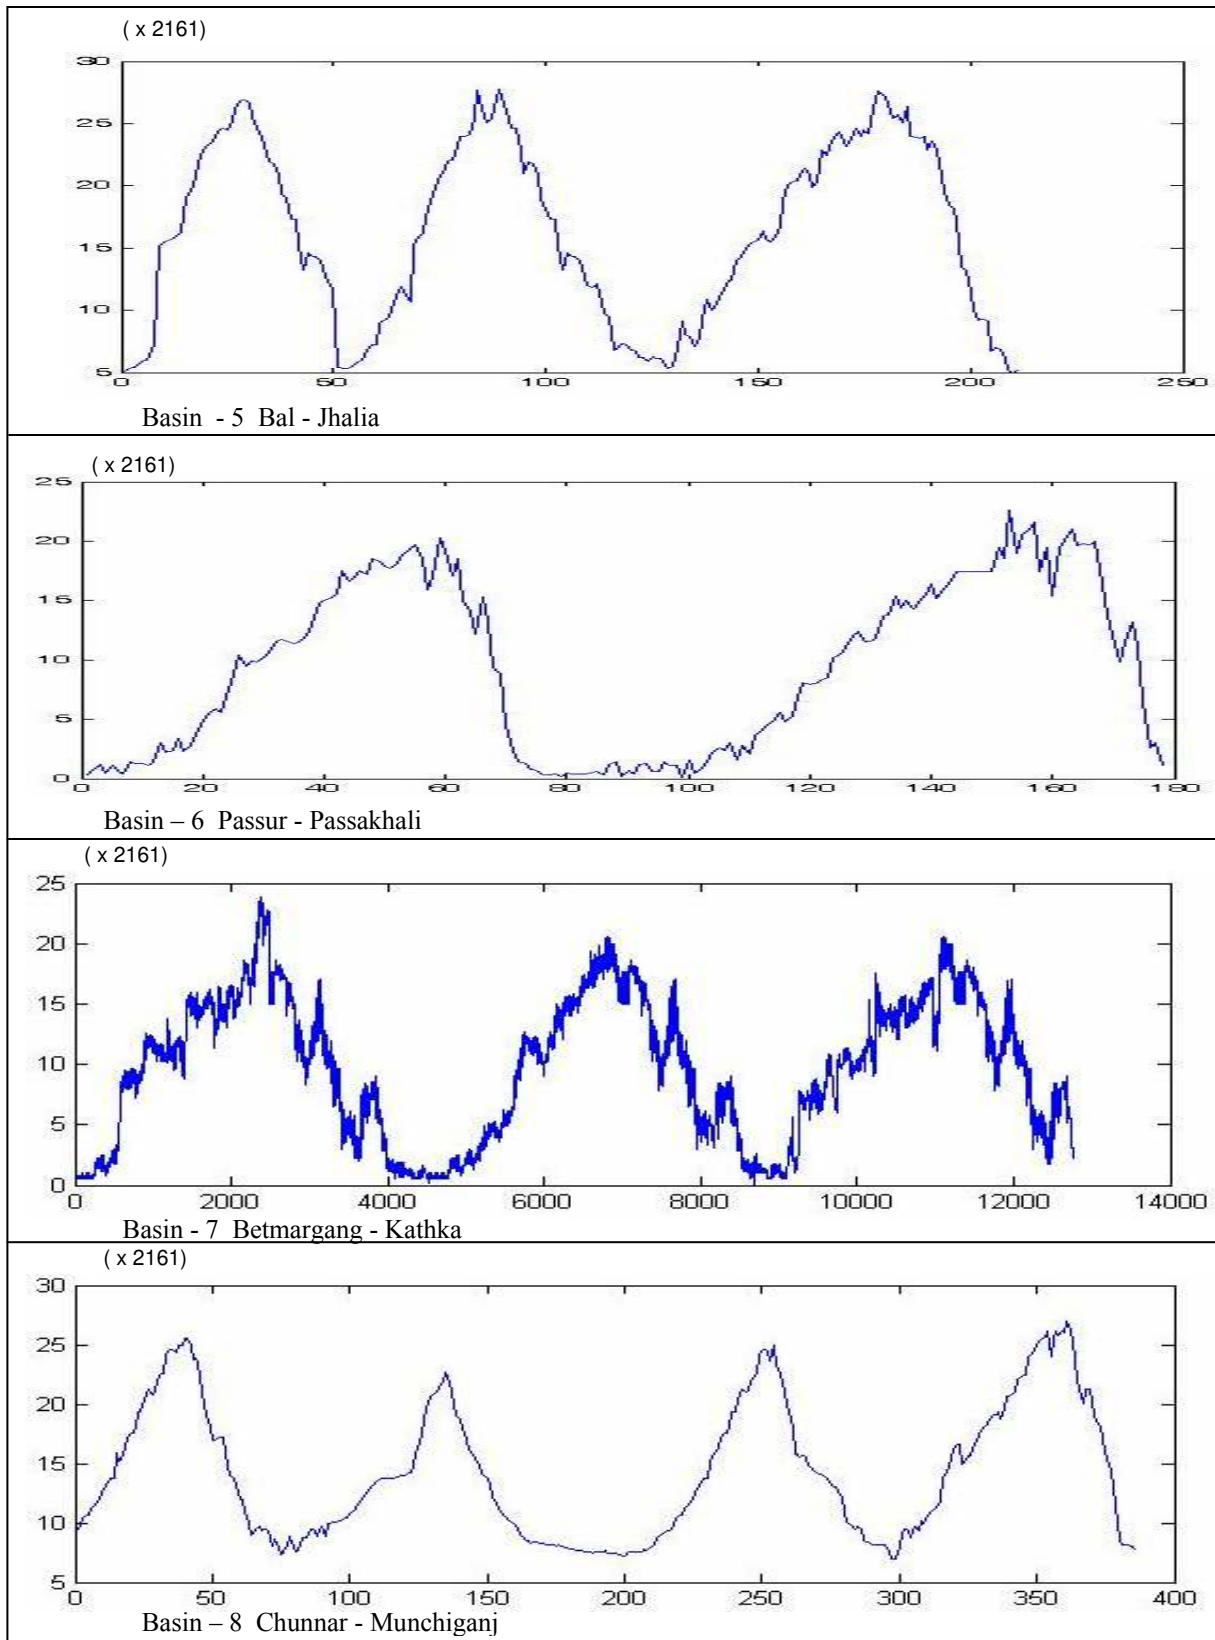 ( x 2161)
30
25
20
15
10
5
0 50 100 150 200 250
Basin - 5 Bal - Jhalia
( x 2161)
25
20
15
10
5
0
0 20 40 60 80 100 120 140 160 180
Basin – 6 Passur - Passakhali
( x 2161)
25
20
15
10
5
0
0 2000 4000 6000 8000 10000 12000 14000
Basin - 7 Betmargang - Kathka
( x 2161)
30
25
20
15
10
5
0 50 100 150 200 250 300 350 400
Basin – 8 Chunnar - Munchiganj